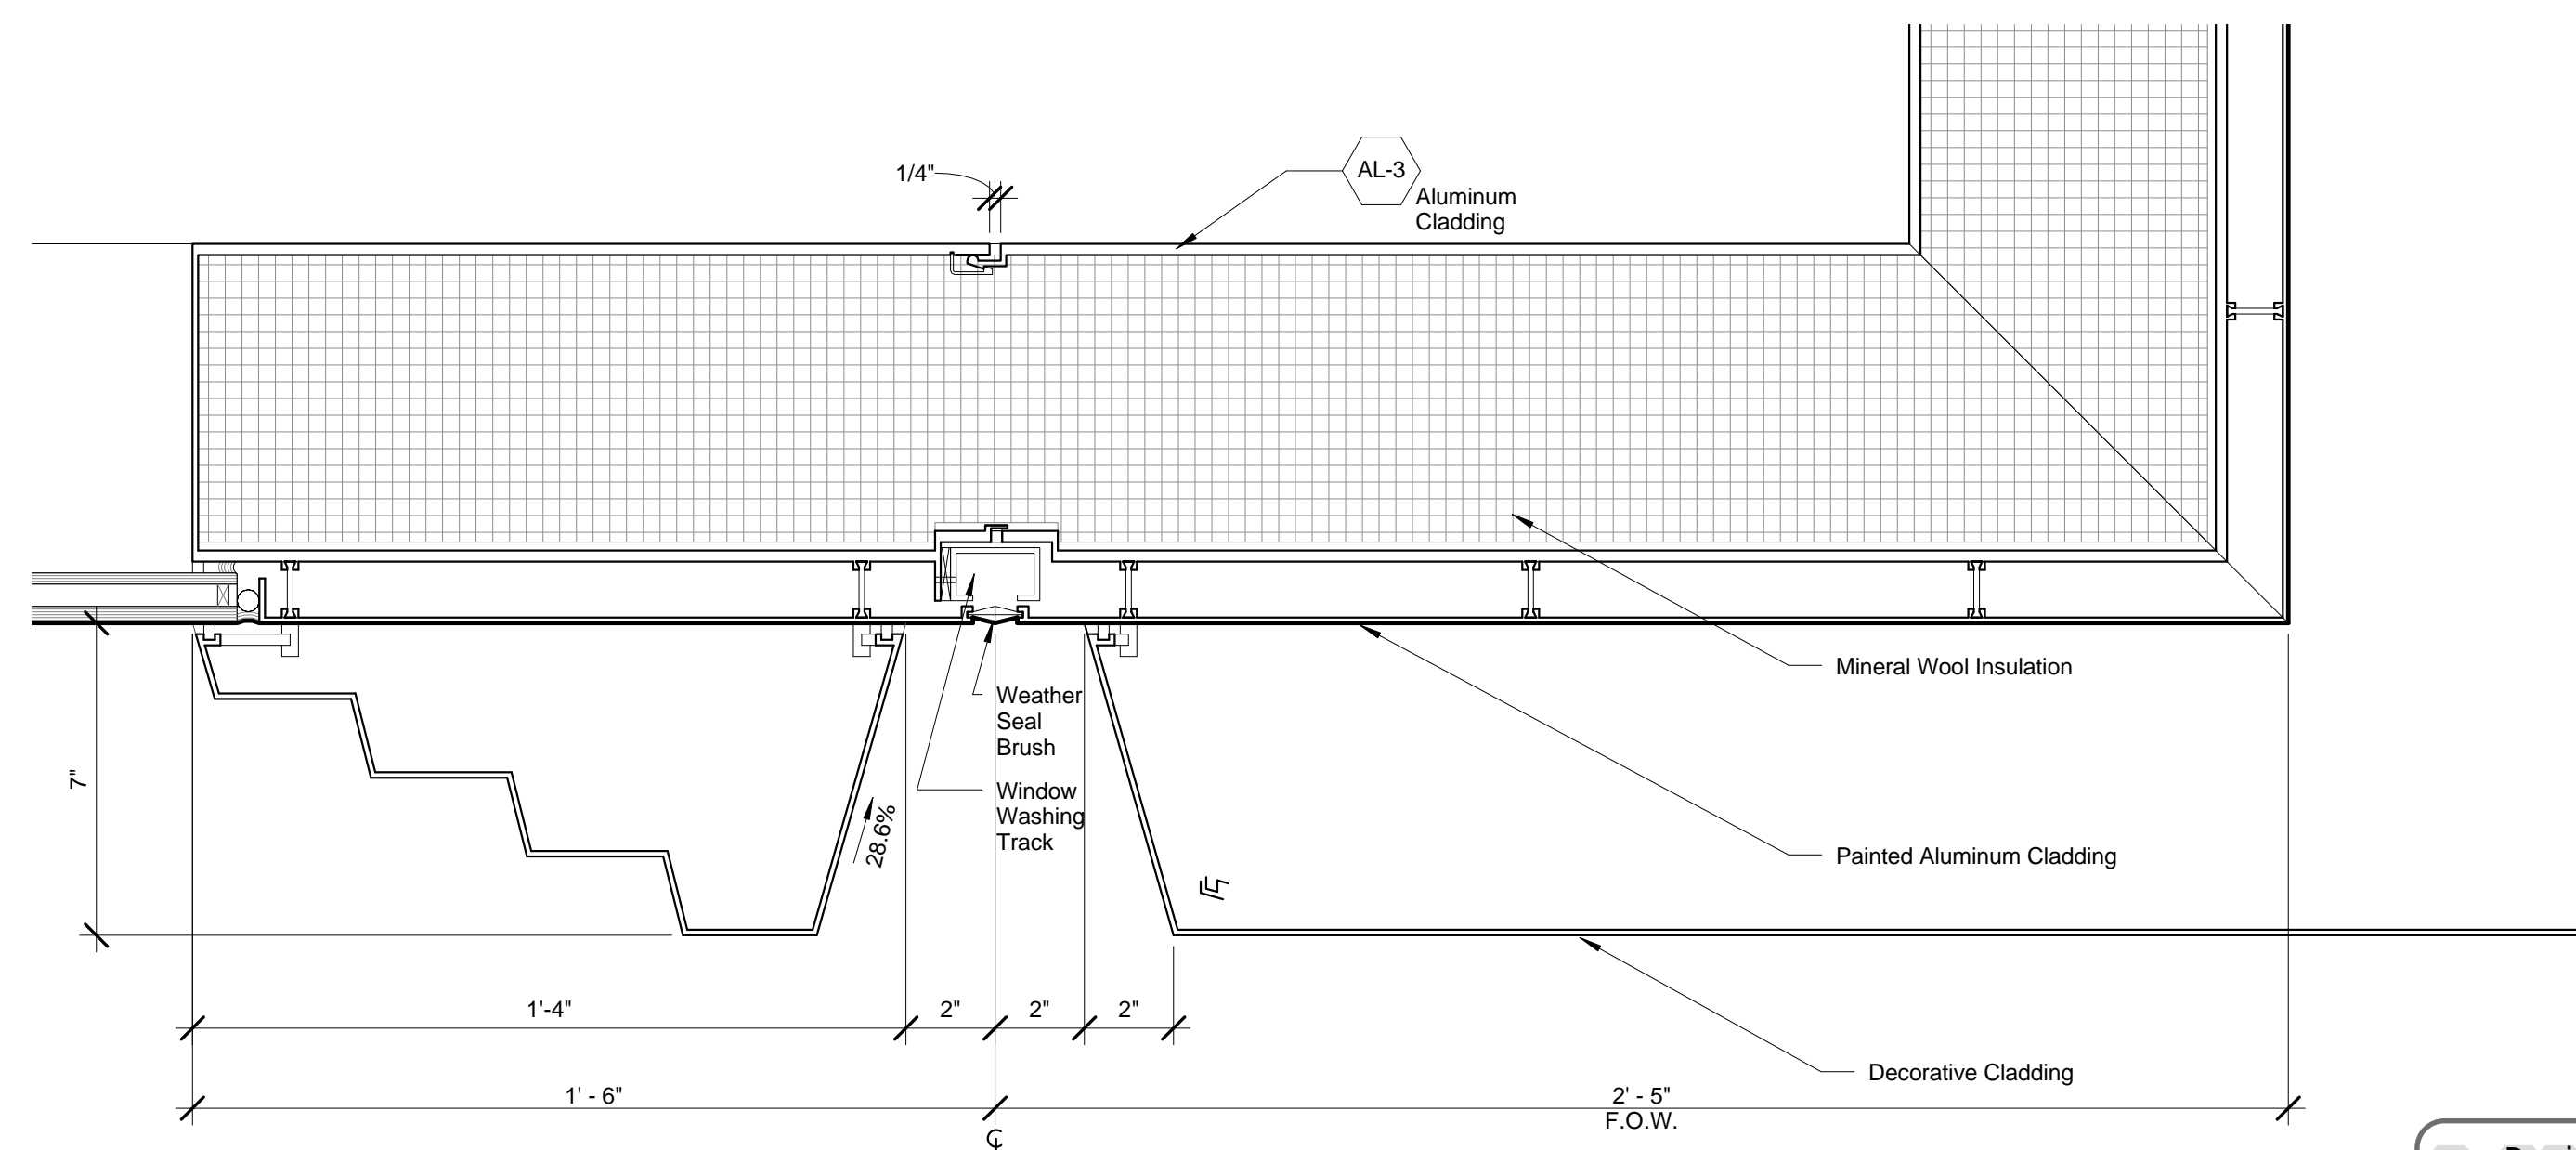 1/4"
AL-3
Aluminum
Cladding
Mineral Wool Insulation
Weather
Seal
Brush
Window
Washing
Track
7"
28.6%
Painted Aluminum Cladding
1'-4"
2"
2"
2"
Decorative Cladding
1' - 6"
2' - 5"
F.O.W.
℄